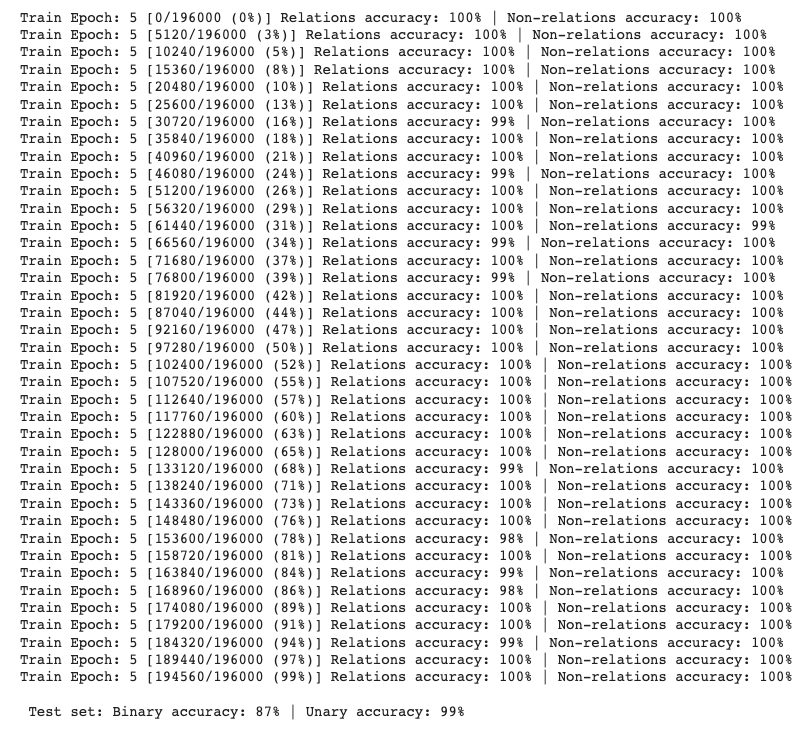 Train Epoch: 5 [0/196000 (0%)] Relations accuracy: 100% | Non-relations accuracy: 100%
Train Epoch: 5 [5120/196000 (3%)] Relations accuracy: 100% | Non-relations accuracy: 100%
Train Epoch: 5 [10240/196000 (5%)] Relations accuracy: 100% | Non-relations accuracy: 100%
Train Epoch: 5 [15360/196000 (8%)] Relations accuracy: 100% | Non-relations accuracy: 100%
Train Epoch: 5 [20480/196000 (10%)] Relations accuracy: 100% | Non-relations accuracy: 100%
Train Epoch: 5 [25600/196000 (13%)] Relations accuracy: 100% | Non-relations accuracy: 100%
Train Epoch: 5 [30720/196000 (16%)] Relations accuracy: 99% | Non-relations accuracy: 100%
Train Epoch: 5 [35840/196000 (18%)] Relations accuracy: 100% | Non-relations accuracy: 100%
Train Epoch: 5 [40960/196000 (21%)] Relations accuracy: 100% | Non-relations accuracy: 100%
Train Epoch: 5 [46080/196000 (24%)] Relations accuracy: 99% | Non-relations accuracy: 100%
Train Epoch: 5 [51200/196000 (26%)] Relations accuracy: 100% | Non-relations accuracy: 100%
Train Epoch: 5 [56320/196000 (29%)] Relations accuracy: 100% | Non-relations accuracy: 100%
Train Epoch: 5 [61440/196000 (31%)] Relations accuracy: 100% | Non-relations accuracy: 99%
Train Epoch: 5 [66560/196000 (34%)] Relations accuracy: 99% | Non-relations accuracy: 100%
Train Epoch: 5 [71680/196000 (37%)] Relations accuracy: 100% | Non-relations accuracy: 100%
Train Epoch: 5 [76800/196000 (39%)] Relations accuracy: 99% | Non-relations accuracy: 100%
Train Epoch: 5 [81920/196000 (42%)] Relations accuracy: 100% | Non-relations accuracy: 100%
Train Epoch: 5 [87040/196000 (44%)] Relations accuracy: 100% | Non-relations accuracy: 100%
Train Epoch: 5 [92160/196000 (47%)] Relations accuracy: 100% | Non-relations accuracy: 100%
Train Epoch: 5 [97280/196000 (50%)] Relations accuracy: 100% | Non-relations accuracy: 100%
Train Epoch: 5 [102400/196000 (52%)] Relations accuracy: 100% | Non-relations accuracy: 100%
Train Epoch: 5 [107520/196000 (55%)] Relations accuracy: 100% | Non-relations accuracy: 100%
Train Epoch: 5 [112640/196000 (57%)] Relations accuracy: 100% | Non-relations accuracy: 100%
Train Epoch: 5 [117760/196000 (60%)] Relations accuracy: 100% | Non-relations accuracy: 100%
Train Epoch: 5 [122880/196000 (63%)] Relations accuracy: 100% | Non-relations accuracy: 100%
Train Epoch: 5 [128000/196000 (65%)] Relations accuracy: 100% | Non-relations accuracy: 100%
Train Epoch: 5 [133120/196000 (68%)] Relations accuracy: 99% | Non-relations accuracy: 100%
Train Epoch: 5 [138240/196000 (71%)] Relations accuracy: 100% | Non-relations accuracy: 100%
Train Epoch: 5 [143360/196000 (73%)] Relations accuracy: 100% | Non-relations accuracy: 100%
Train Epoch: 5 [148480/196000 (76%)] Relations accuracy: 100% | Non-relations accuracy: 100%
Train Epoch: 5 [153600/196000 (78%)] Relations accuracy: 98% | Non-relations accuracy: 100%
Train Epoch: 5 [158720/196000 (81%)] Relations accuracy: 100% | Non-relations accuracy: 100%
Train Epoch: 5 [163840/196000 (84%)] Relations accuracy: 99% | Non-relations accuracy: 100%
Train Epoch: 5 [168960/196000 (86%)] Relations accuracy: 98% | Non-relations accuracy: 100%
Train Epoch: 5 [174080/196000 (89%)] Relations accuracy: 100% | Non-relations accuracy: 100%
Train Epoch: 5 [179200/196000 (91%)] Relations accuracy: 100% | Non-relations accuracy: 100%
Train Epoch: 5 [184320/196000 (94%)] Relations accuracy: 99% | Non-relations accuracy: 100%
Train Epoch: 5 [189440/196000 (97%)] Relations accuracy: 100% | Non-relations accuracy: 100%
Train Epoch: 5 [194560/196000 (99%)] Relations accuracy: 100% | Non-relations accuracy: 100%
Test set: Binary accuracy: 87% | Unary accuracy: 99%